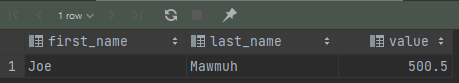 1 row
first_name last_name value
1 Joe Mawmuh 500.5